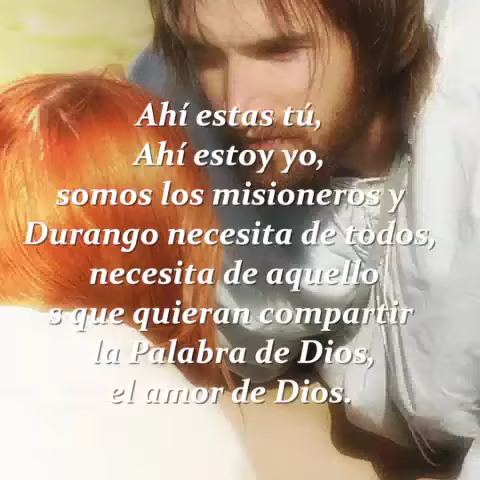 Ahí estas tú,
Ahí estoy yo,
somos los misioneros y
Durango necesita de todos,
necesita de aquello
s que quieran compartir
la Palabra de Dios,
el amor de Dios.